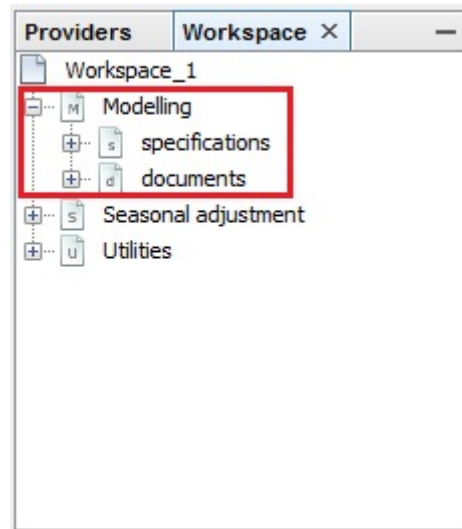 Providers Workspace ×
Workspace_1
M Modelling
s specifications
d documents
s Seasonal adjustment
u Utilities